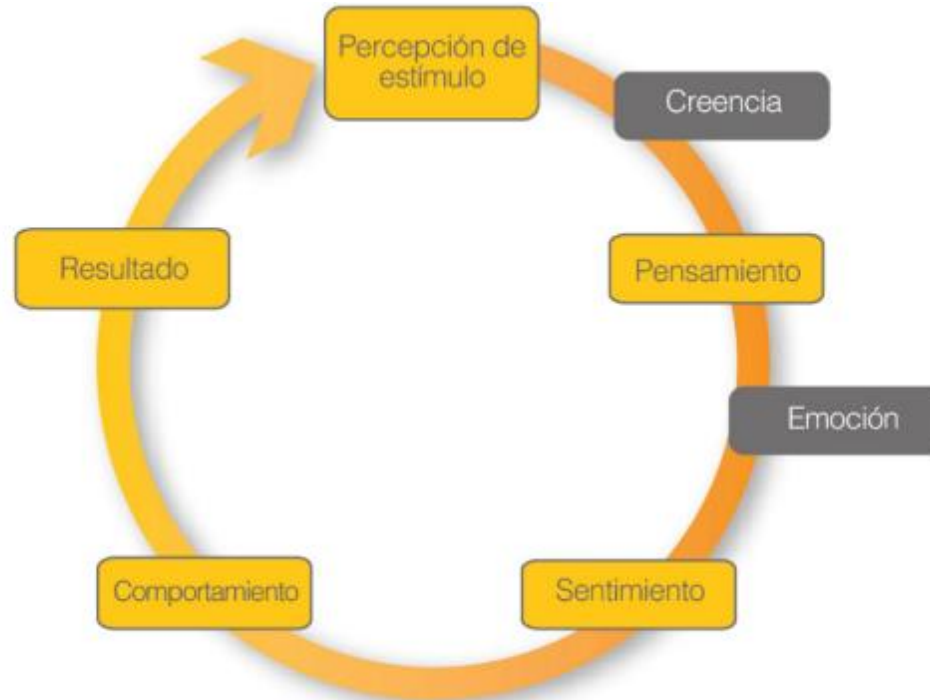 Percepción de
estímulo
Creencia
Pensamiento
Emoción
Sentimiento
Comportamiento
Resultado